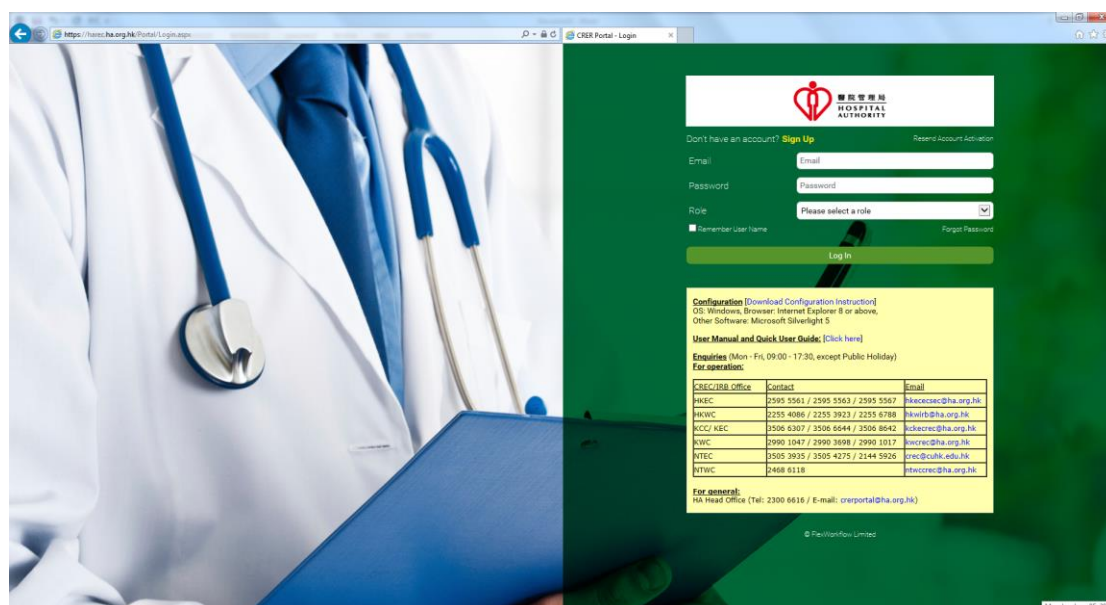 https://harec.ha.org.hk/Portal/Login.aspx
CRER Portal - Login
醫院管理局
HOSPITAL
AUTHORITY
Don't have an account? Sign Up
Resend Account Activation
Email
Email
Password
Password
Role
Please select a role
Remember User Name
Forgot Password
Log In
Configuration [Download Configuration Instruction]
OS: Windows, Browser: Internet Explorer 8 or above,
Other Software: Microsoft Silverlight 5
User Manual and Quick User Guide: [Click here]
Enquiries (Mon - Fri, 09:00 - 17:30, except Public Holiday)
For operation:
CREC/IRB Office Contact Email
HKEC 2595 5561 / 2595 5563 / 2595 5567 hkececsec@ha.org.hk
HKWC 2255 4086 / 2255 3923 / 2255 6788 hkwirb@ha.org.hk
KCC/ KEC 3506 6307 / 3506 6644 / 3506 8642 kckecrec@ha.org.hk
KWC 2990 1047 / 2990 3698 / 2990 1017 kwcrec@ha.org.hk
NTEC 3505 3935 / 3505 4275 / 2144 5926 crec@cuhk.edu.hk
NTWC 2468 6118 ntwccrec@ha.org.hk
For general:
HA Head Office (Tel: 2300 6616 / E-mail: crerportal@ha.org.hk)
© FlexWorkflow Limited